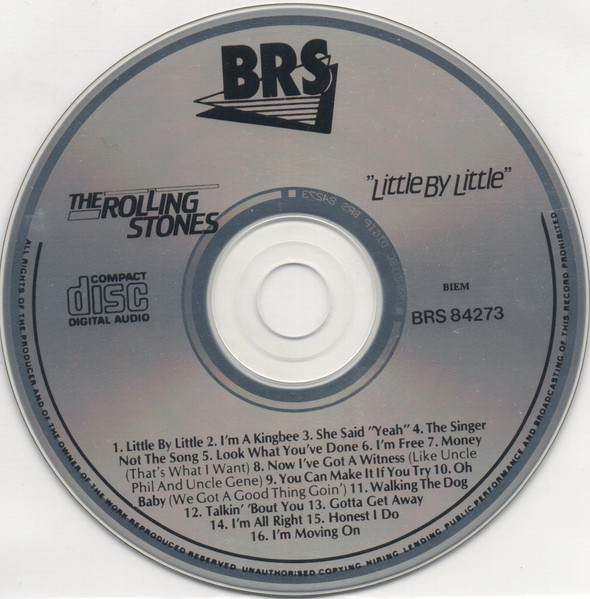 BRS
"Little By Little"
THE ROLLING
STONES
COMPACT
disc
DIGITAL AUDIO
BIEM
BRS 84273
BRS 84273
1. Little By Little 2. I'm A Kingbee 3. She Said "Yeah" 4. The Singer
Not The Song 5. Look What You've Done 6. I'm Free 7. Money
(That's What I Want) 8. Now I've Got A Witness (Like Uncle
Phil And Uncle Gene) 9. You Can Make It If You Try 10. Oh
Baby (We Got A Good Thing Goin') 11. Walking The Dog
12. Talkin' 'Bout You 13. Gotta Get Away
14. I'm All Right 15. Honest I Do
16. I'm Moving On
ALL RIGHTS OF THE PRODUCER AND OF THE OWNER OF THE WORK REPRODUCED RESERVED. UNAUTHORISED COPYING, HIRING, LENDING, PUBLIC PERFORMANCE AND BROADCASTING OF THIS RECORD PROHIBITED.